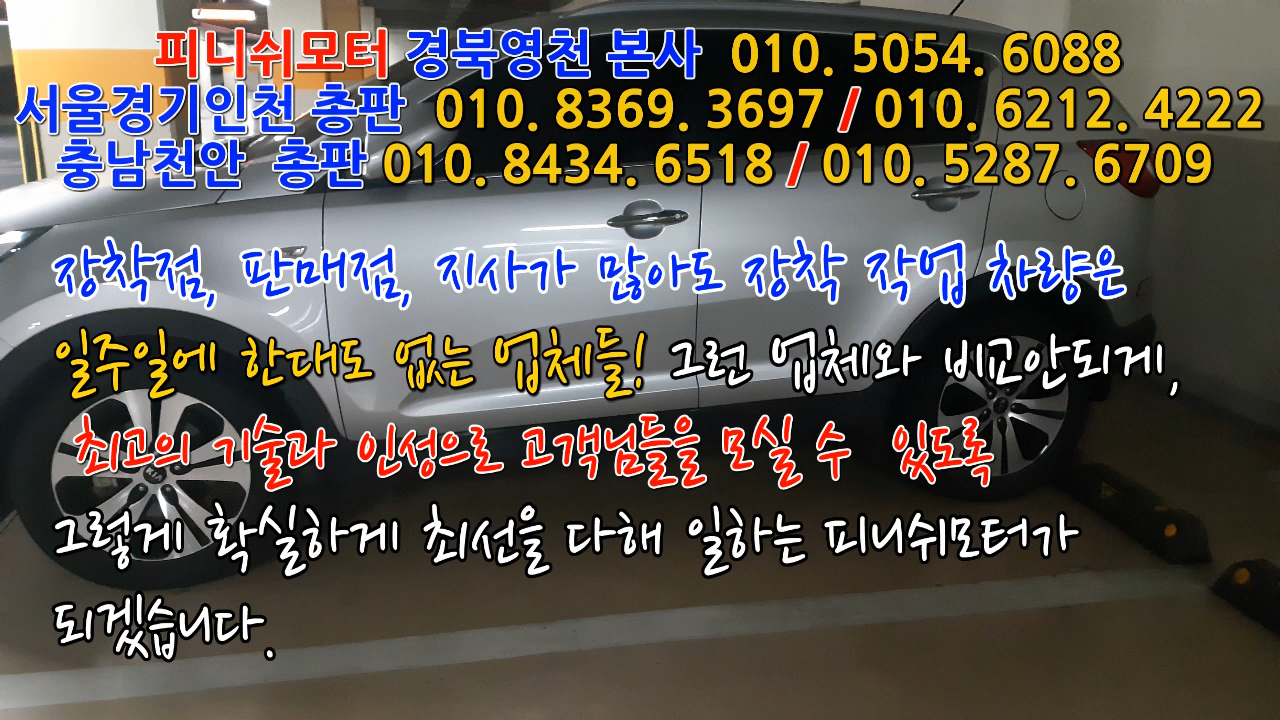 피니쉬모터 경북영천 본사 010. 5054. 6088
서울경기인천 총판 010. 8369. 3697 / 010. 6212. 4222
충남천안 총판 010. 8434. 6518 / 010. 5287. 6709
장착점, 판매점, 지사가 많아도 장착 작업 차량은
일주일에 한대도 없는 업체들! 그런 업체와 비교안되게,
최고의 기술과 인성으로 고객님들을 모실 수 있도록
그렇게 확실하게 최선을 다해 일하는 피니쉬모터가
되겠습니다.